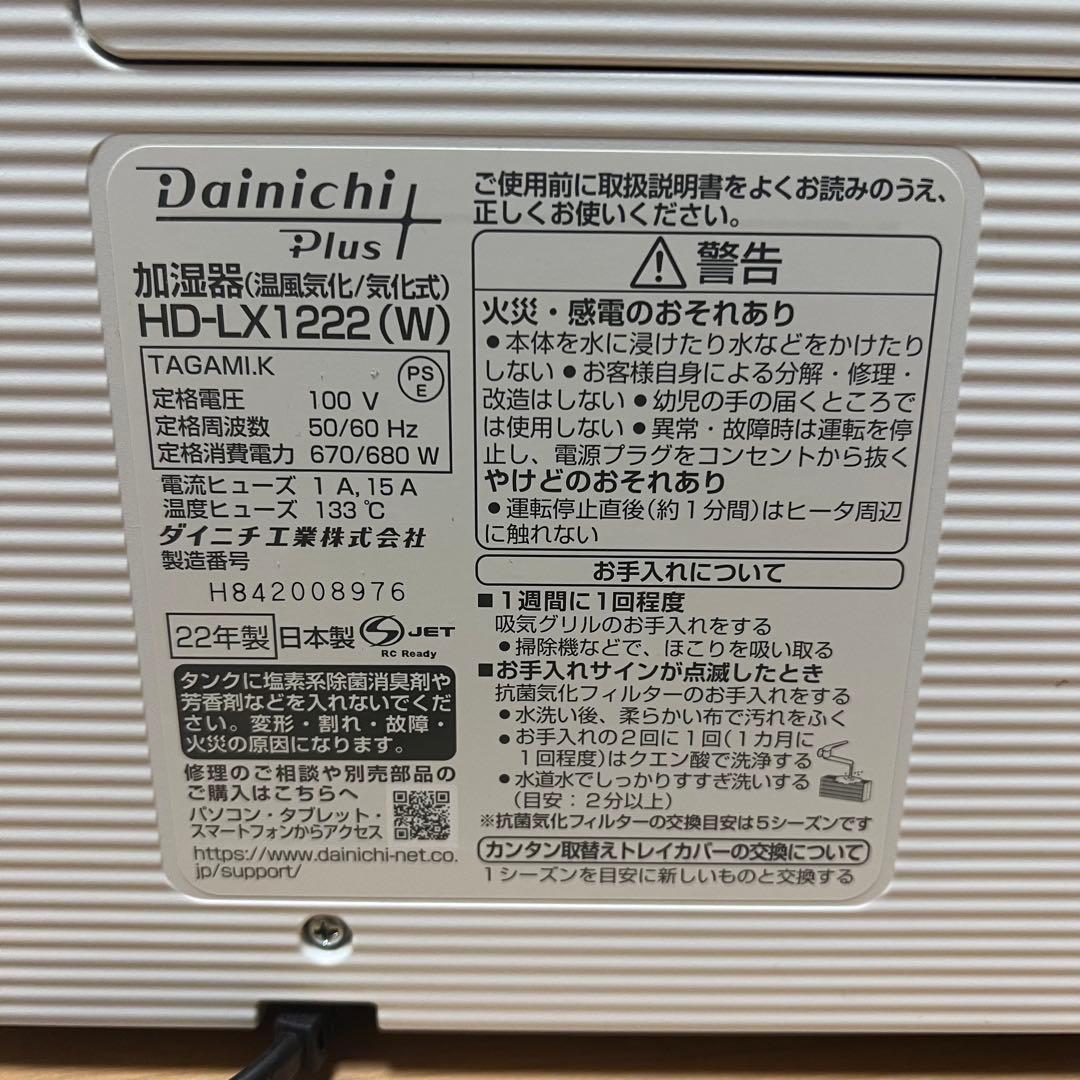 Dainichi
Plus
加湿器(温風気化/気化式)
HD-LX1222(W)
TAGAMI.K
PS
E
定格電圧 100 V
定格周波数 50/60 Hz
定格消費電力 670/680 W
電流ヒューズ 1A,15A
温度ヒューズ 133℃
ダイニチ工業株式会社
製造番号
H842008976
22年製 日本製 S JET
RC Ready
タンクに塩素系除菌消臭剤や
芳香剤などを入れないでくだ
さい。変形・割れ・故障・
火災の原因になります。
修理のご相談や別売部品の
ご購入はこちらへ
パソコン・タブレット・
スマートフォンからアクセス
https://www.dainichi-net.co.
jp/support/
ご使用前に取扱説明書をよくお読みのうえ、
正しくお使いください。
警告
火災・感電のおそれあり
●本体を水に浸けたり水などをかけたり
しない●お客様自身による分解・修理・
改造はしない●幼児の手の届くところで
は使用しない●異常・故障時は運転を停
止し、電源プラグをコンセントから抜く
やけどのおそれあり
●運転停止直後(約1分間)はヒータ周辺
に触れない
お手入れについて
■1週間に1回程度
吸気グリルのお手入れをする
●掃除機などで、ほこりを吸い取る
■お手入れサインが点滅したとき
抗菌気化フィルターのお手入れをする
●水洗い後、柔らかい布で汚れをふく
●お手入れの2回に1回(1カ月に
1回程度)はクエン酸で洗浄する
●水道水でしっかりすすぎ洗いする
(目安:2分以上)
※抗菌気化フィルターの交換目安は5シーズンです
カンタン取替えトレイカバーの交換について
1シーズンを目安に新しいものと交換する